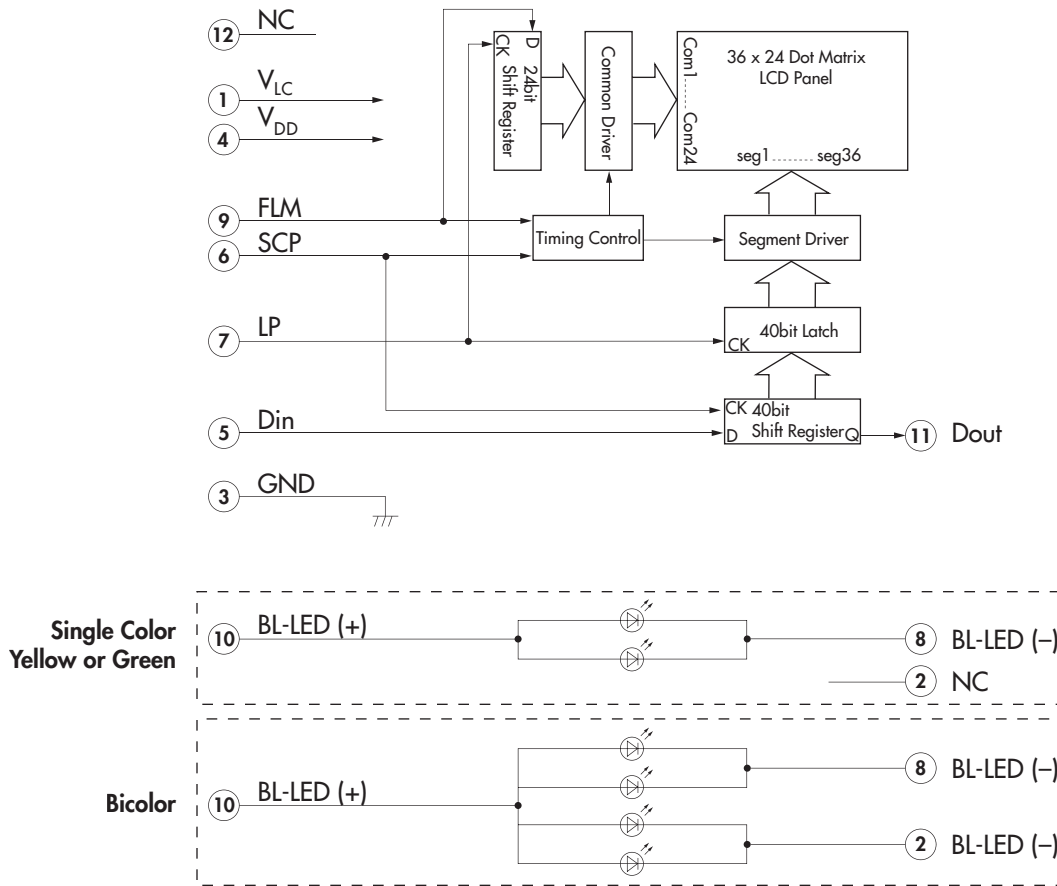 12 NC
1 VLC
4 VDD
9 FLM
6 SCP
7 LP
5 Din
3 GND
D
CK
24bit
Shift Register
Common Driver
Com1........Com24
36 x 24 Dot Matrix
LCD Panel
seg1........ seg36
Timing Control
Segment Driver
40bit Latch
CK
CK 40bit
D Shift Register Q
11 Dout
Single Color
Yellow or Green
10 BL-LED (+)
8 BL-LED (–)
2 NC
Bicolor
10 BL-LED (+)
8 BL-LED (–)
2 BL-LED (–)